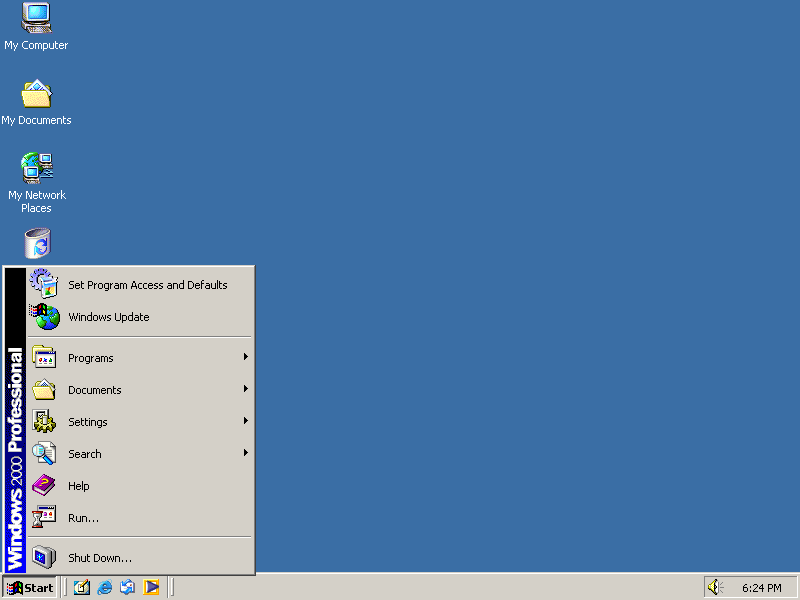 My Computer
My Documents
My Network
Places
Set Program Access and Defaults
Windows Update
Programs
Documents
Settings
Search
Help
Run...
Shut Down...
Windows 2000 Professional
Start
6:24 PM